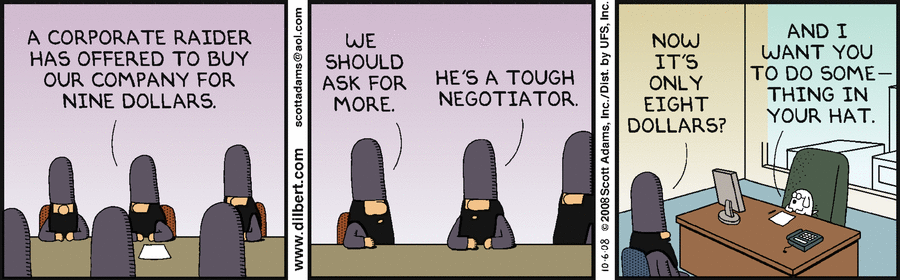 A CORPORATE RAIDER
HAS OFFERED TO BUY
OUR COMPANY FOR
NINE DOLLARS.
www.dilbert.com
scottadams@aol.com
WE
SHOULD
ASK FOR
MORE.
HE'S A TOUGH
NEGOTIATOR.
10-6-08 © 2008 Scott Adams, Inc./Dist. by UFS, Inc.
NOW
IT'S
ONLY
EIGHT
DOLLARS?
AND I
WANT YOU
TO DO SOME-
THING IN
YOUR HAT.